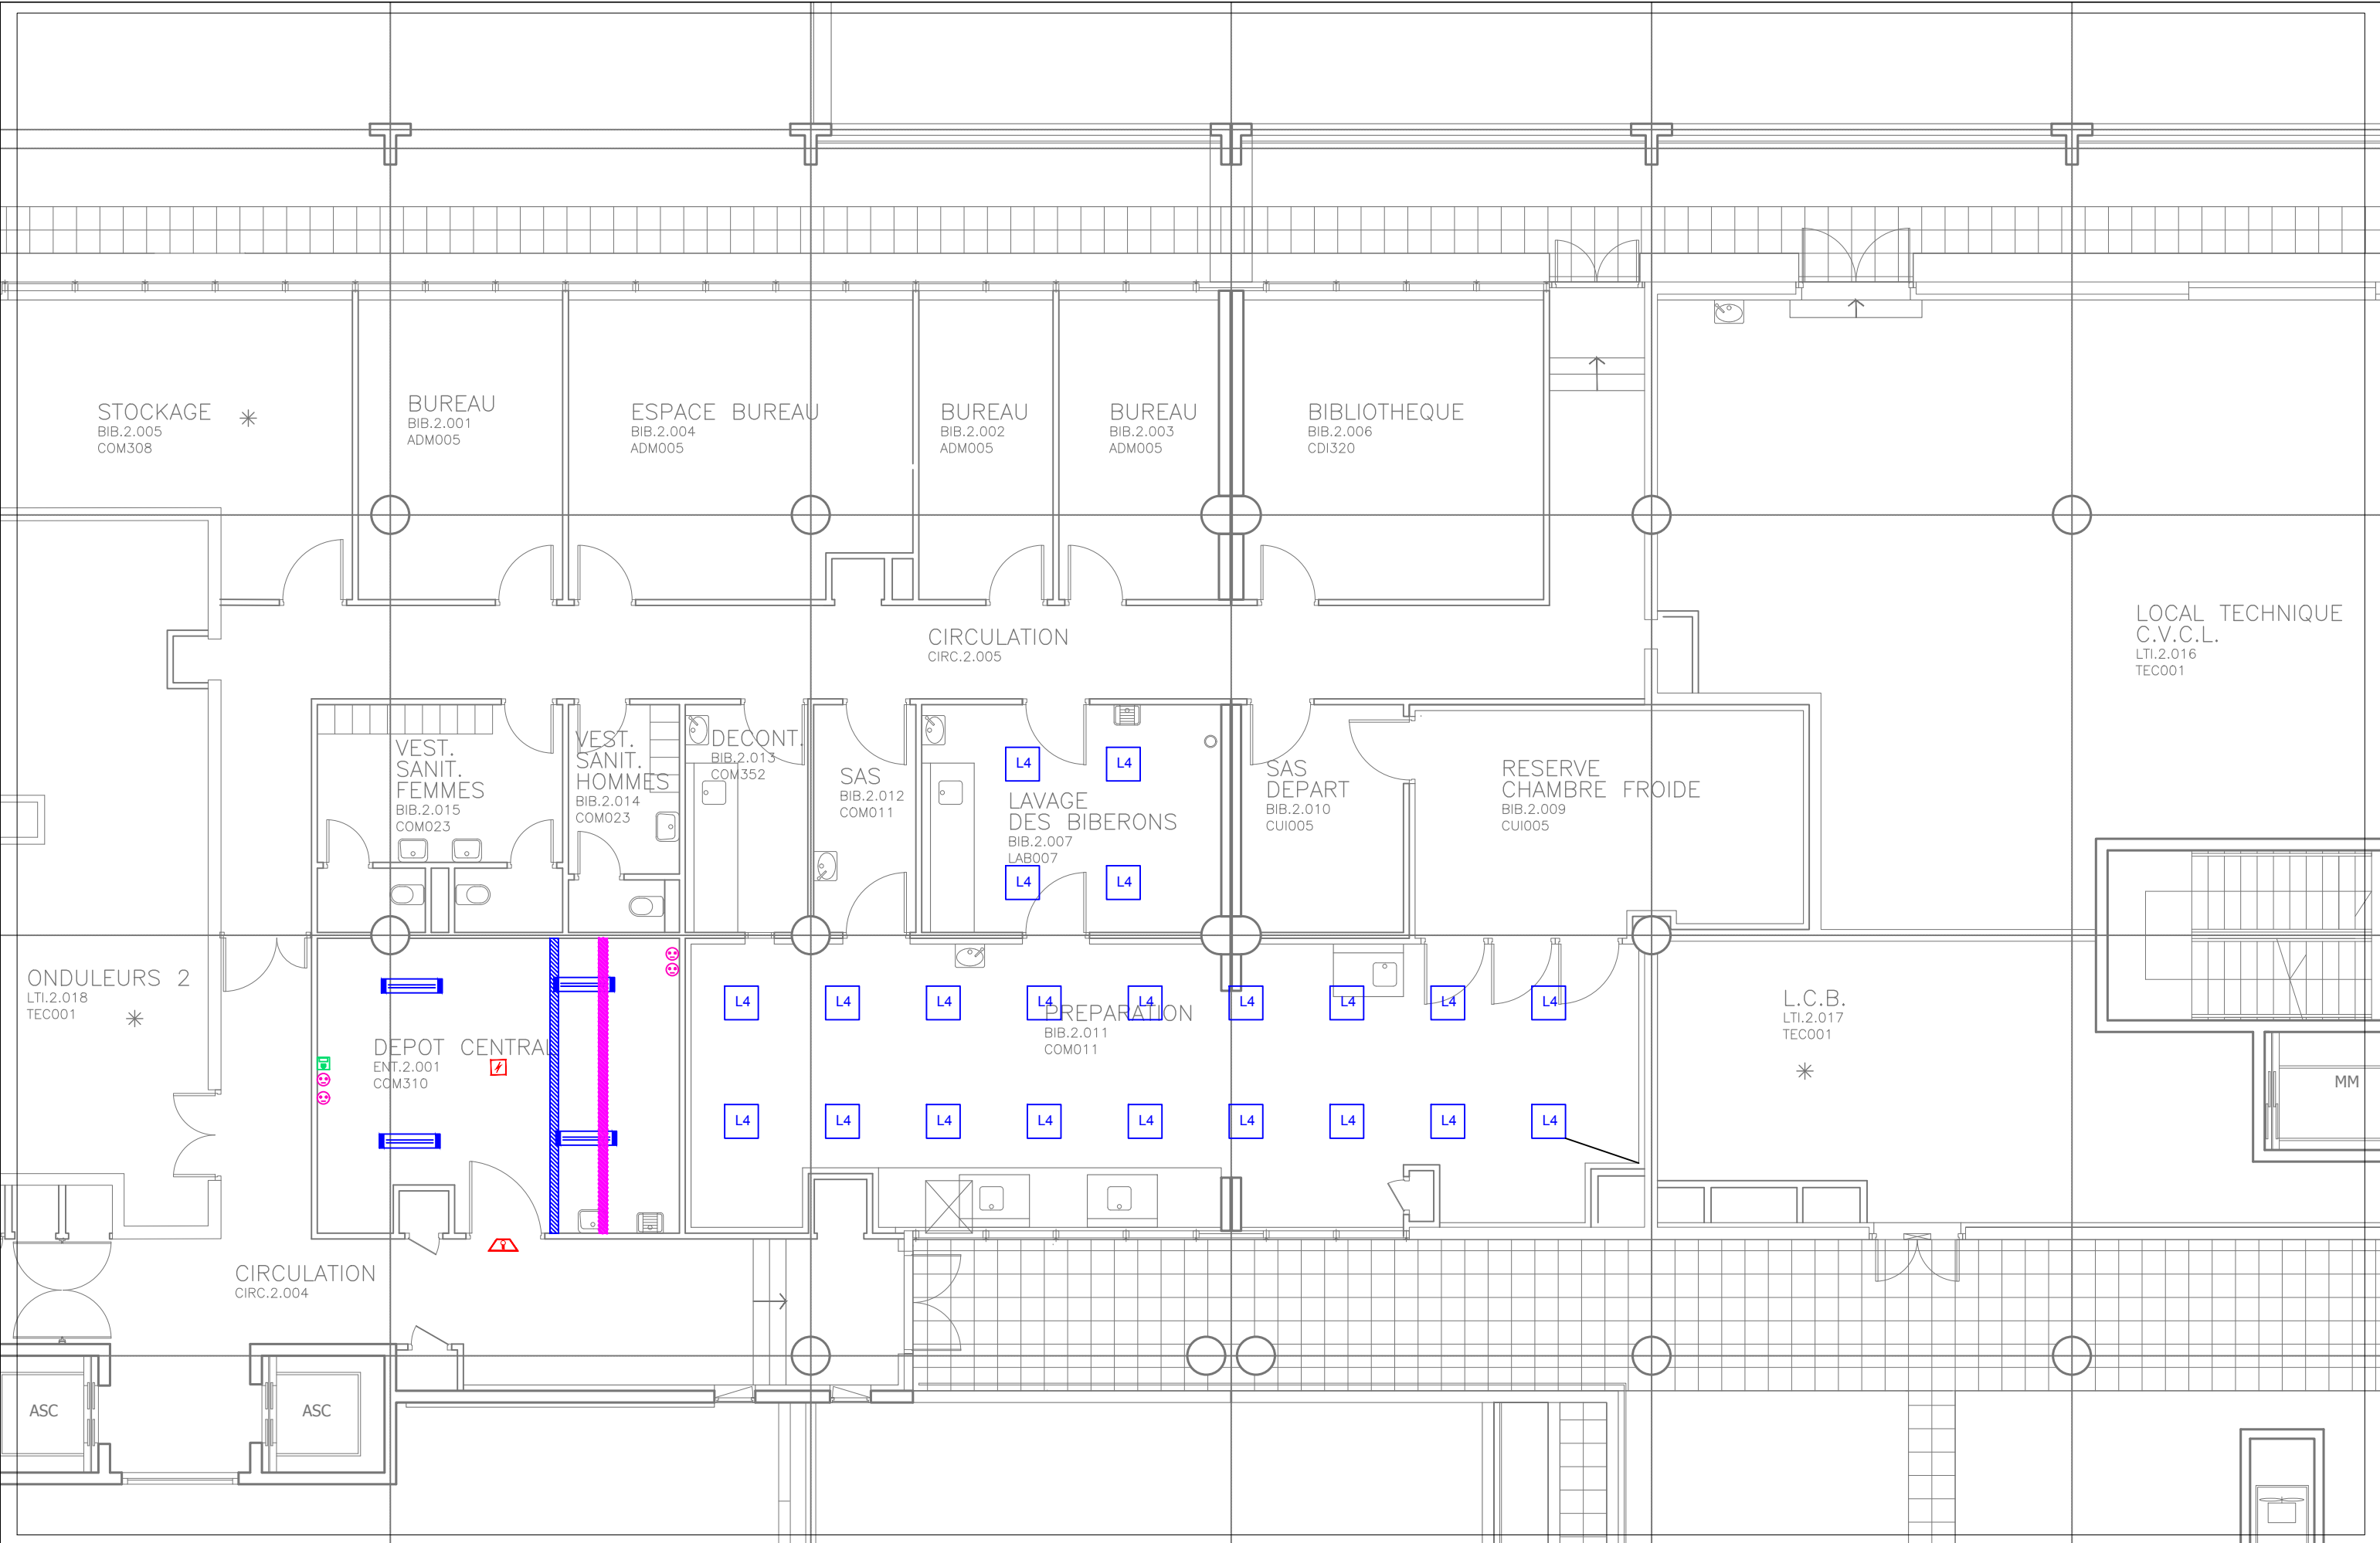 STOCKAGE
BIB.2.005
COM308
BUREAU
BIB.2.001
ADM005
ESPACE BUREAU
BIB.2.004
ADM005
BUREAU
BIB.2.002
ADM005
BUREAU
BIB.2.003
ADM005
BIBLIOTHEQUE
BIB.2.006
CDI320
CIRCULATION
CIRC.2.005
LOCAL TECHNIQUE
C.V.C.L.
LTI.2.016
TEC001
VEST.
SANIT.
FEMMES
BIB.2.015
COM023
VEST.
SANIT.
HOMMES
BIB.2.014
COM023
DECONT.
BIB.2.013
COM352
SAS
BIB.2.012
COM011
L4 L4
LAVAGE
DES BIBERONS
BIB.2.007
LAB007
L4 L4
SAS
DEPART
BIB.2.010
CUI005
RESERVE
CHAMBRE FROIDE
BIB.2.009
CUI005
ONDULEURS 2
LTI.2.018
TEC001
DEPOT CENTRAL
ENT.2.001
COM310
L4 L4 L4 L4 L4 L4 L4 L4 L4
PREPARATION
BIB.2.011
COM011
L4 L4 L4 L4 L4 L4 L4 L4 L4
L.C.B.
LTI.2.017
TEC001
MM
CIRCULATION
CIRC.2.004
ASC
ASC